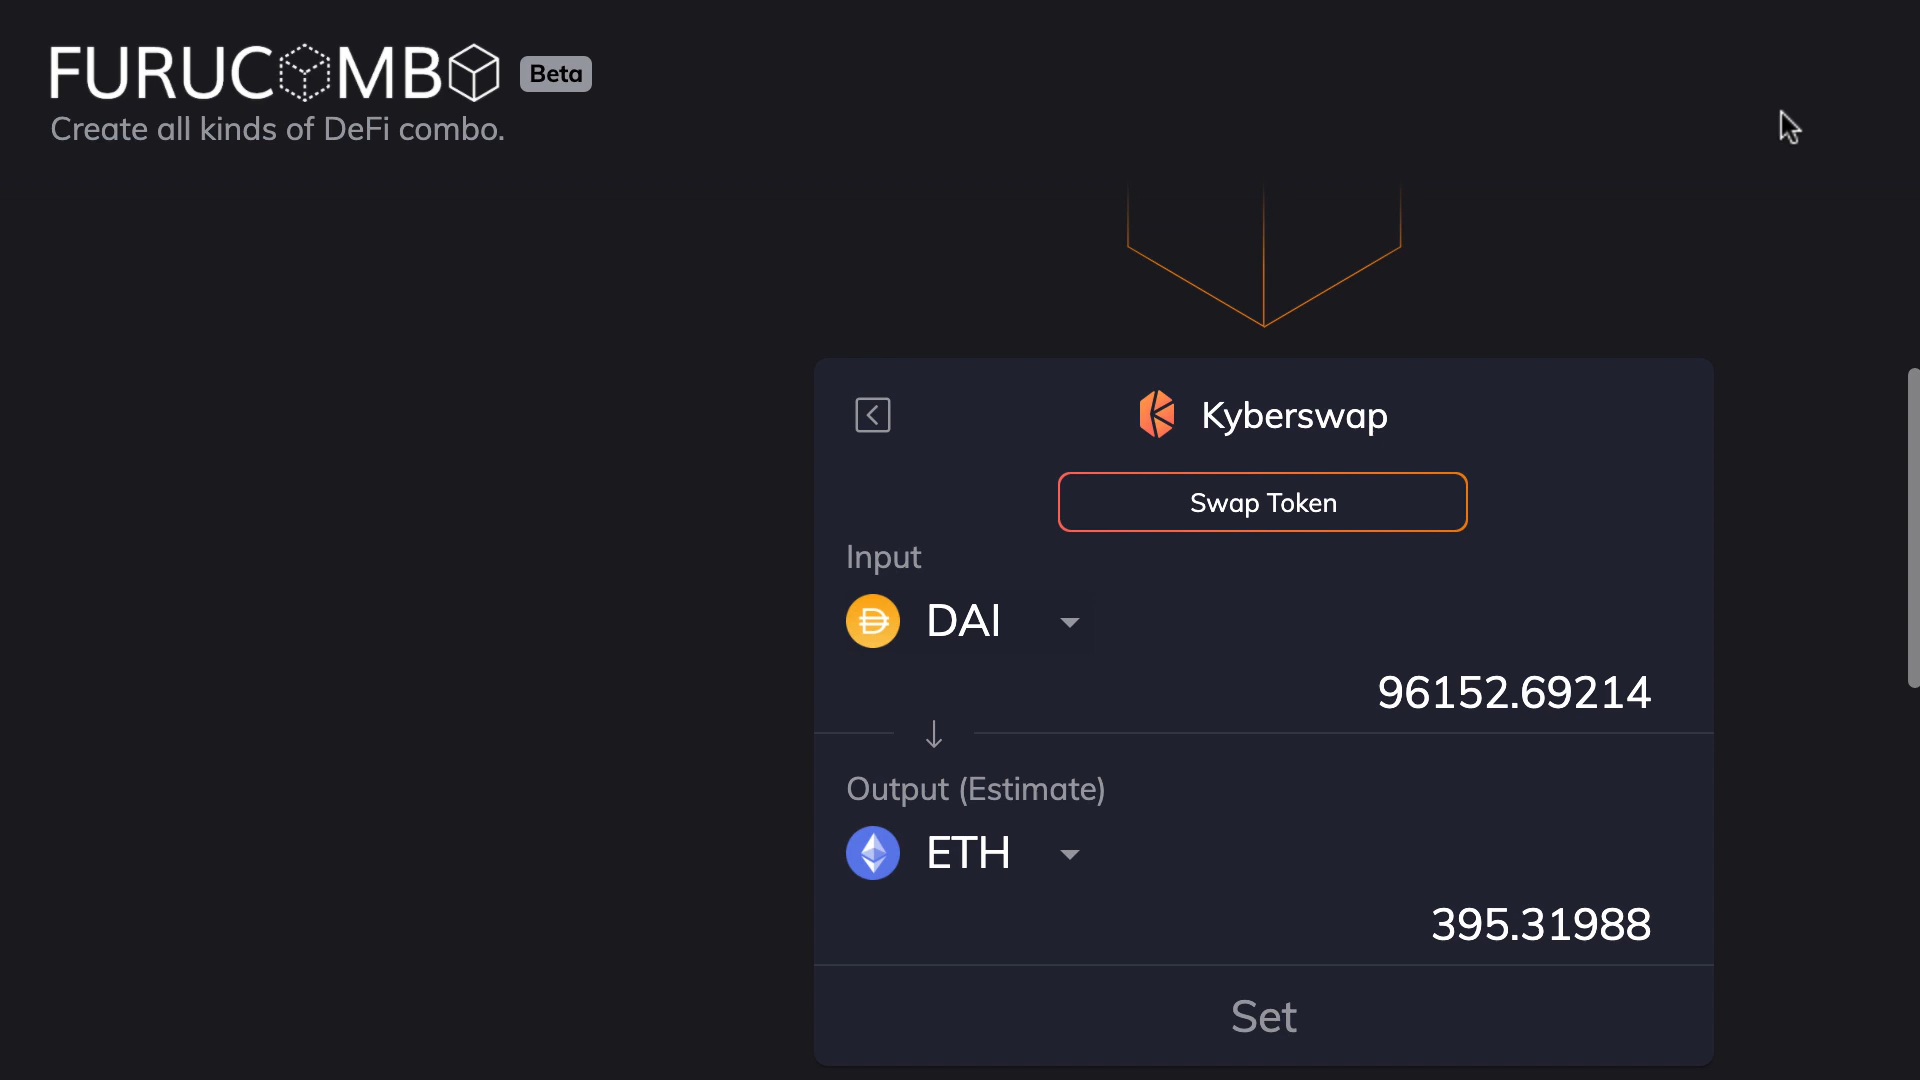 FURUCOMBO Beta
Create all kinds of DeFi combo.
Kyberswap
Swap Token
Input
DAI
96152.69214
Output (Estimate)
ETH
395.31988
Set